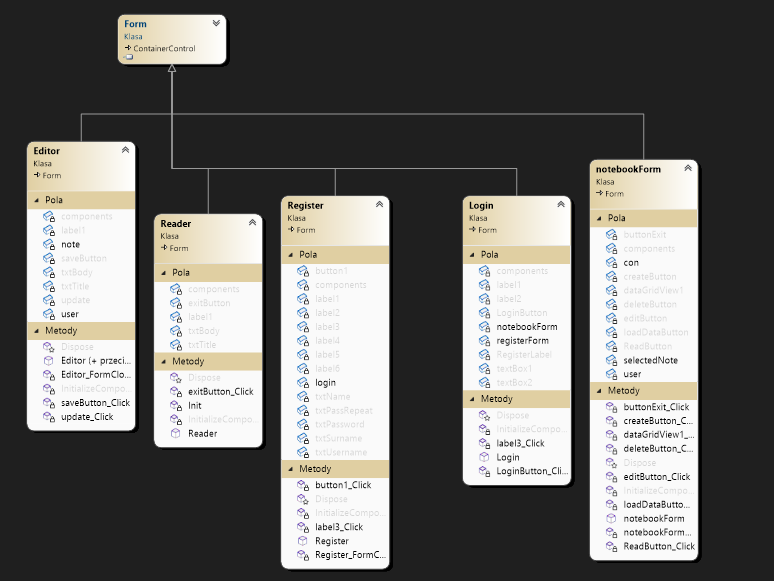 Form
Klasa
ContainerControl
Editor
Klasa
Form
Pola
components
label1
note
saveButton
txtBody
txtTitle
update
user
Metody
Dispose
Editor (+ przeci...
Editor_FormClo...
InitializeCompo...
saveButton_Click
update_Click
Reader
Klasa
Form
Pola
components
exitButton
label1
txtBody
txtTitle
Metody
Dispose
exitButton_Click
Init
InitializeCompo...
Reader
Register
Klasa
Form
Pola
button1
components
label1
label2
label3
label4
label5
label6
login
txtName
txtPassRepeat
txtPassword
txtSurname
txtUsername
Metody
button1_Click
Dispose
InitializeCompo...
label3_Click
Register
Register_FormC...
Login
Klasa
Form
Pola
components
label1
label2
LoginButton
notebookForm
registerForm
RegisterLabel
textBox1
textBox2
Metody
Dispose
InitializeCompo...
label3_Click
Login
LoginButton_Cli...
notebookForm
Klasa
Form
Pola
buttonExit
components
con
createButton
dataGridView1
deleteButton
editButton
loadDataButton
ReadButton
selectedNote
user
Metody
buttonExit_Click
createButton_C...
dataGridView1_...
deleteButton_C...
Dispose
editButton_Click
InitializeCompo...
loadDataButto...
notebookForm
notebookForm...
ReadButton_Click